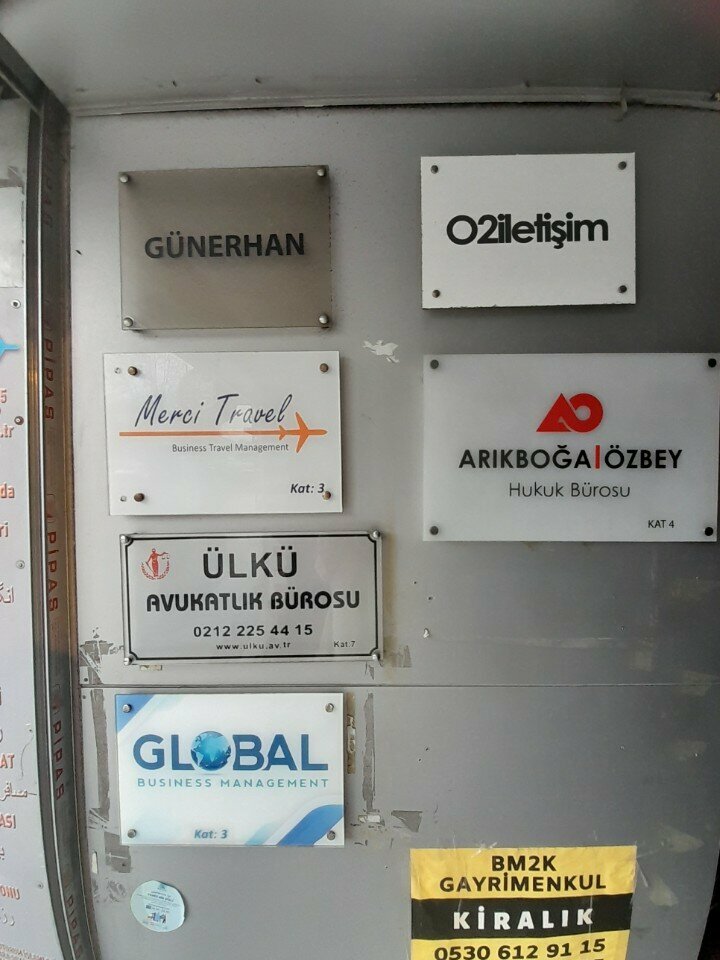 GÜNERHAN
O2iletişim
Merci Travel
Business Travel Management
Kat: 3
ARIKBOĞA|ÖZBEY
Hukuk Bürosu
KAT 4
ÜLKÜ
AVUKATLIK BÜROSU
0212 225 44 15
www.ulku.av.tr
Kat.7
GLOBAL
BUSINESS MANAGEMENT
Kat: 3
BM2K
GAYRİMENKUL
KİRALIK
0530 612 91 15